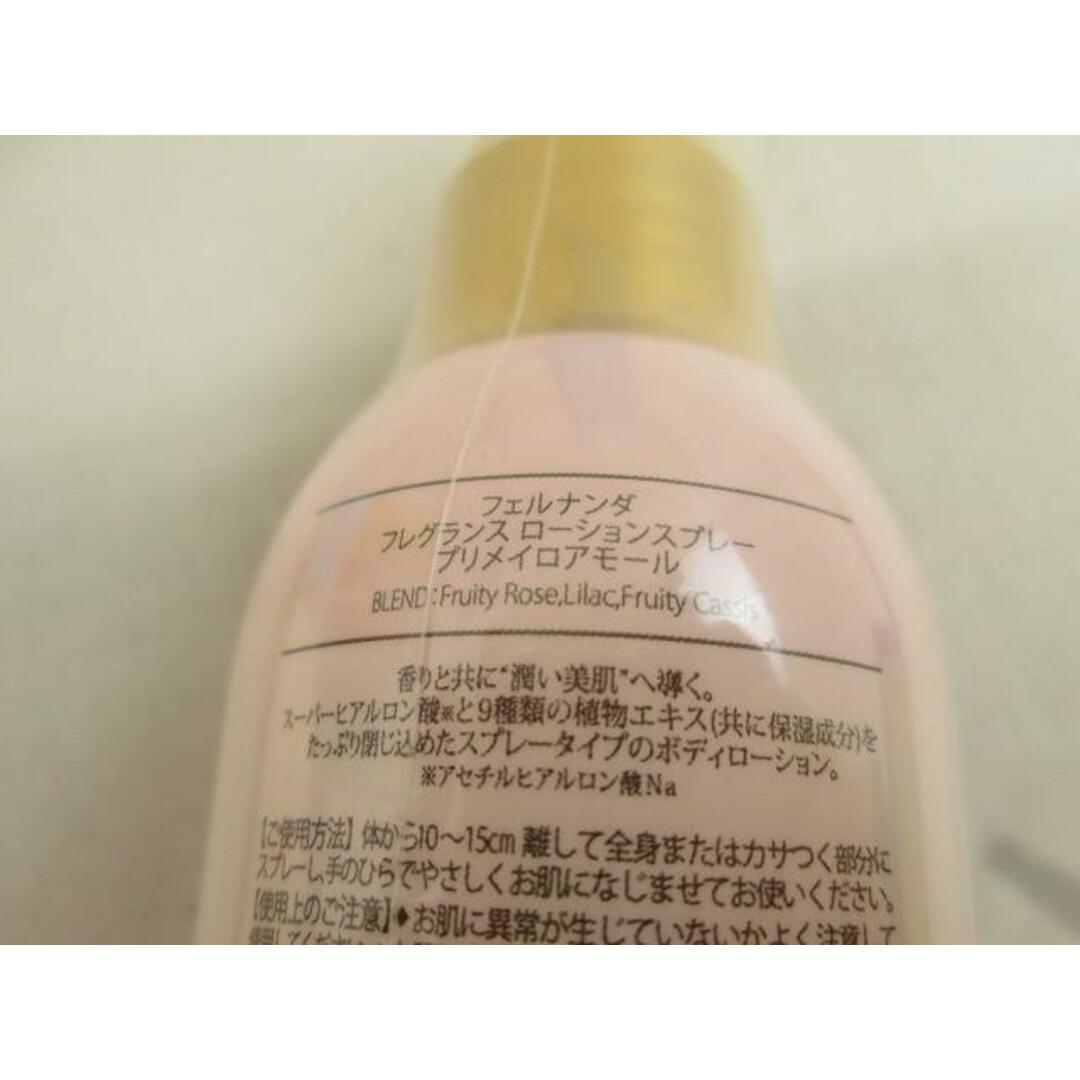 フェルナンダ
フレグランス ローションスプレー
プリメイロアモール
BLEND:Fruity Rose,Lilac,Fruity Cassis
香りと共に"潤い美肌"へ導く。
スーパーヒアルロン酸※と9種類の植物エキス(共に保湿成分)を
たっぷり閉じ込めたスプレータイプのボディローション。
※アセチルヒアルロン酸Na
【ご使用方法】体から10～15cm離して全身またはカサつく部分に
スプレーし、手のひらでやさしくお肌になじませてお使いください。
【使用上のご注意】◆お肌に異常が生じていないかよく注意して